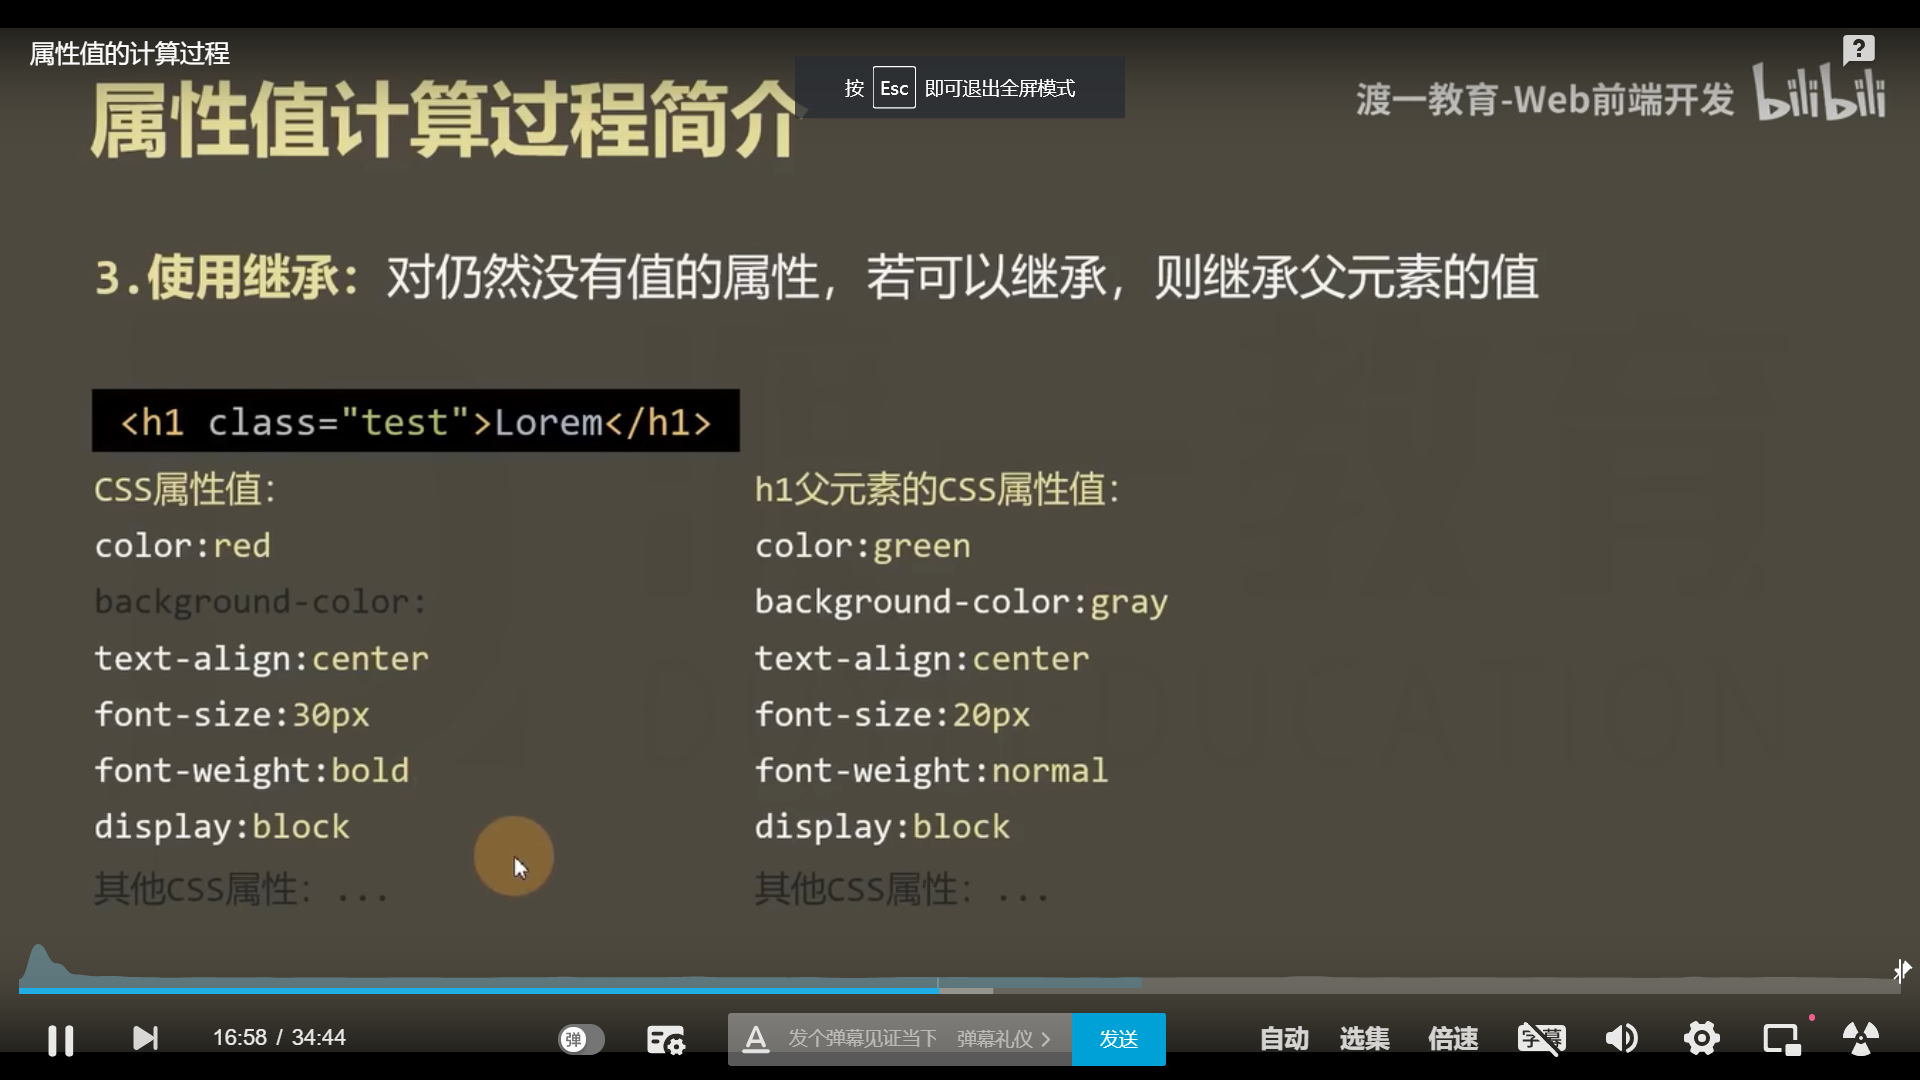 属性值的计算过程
按 Esc 即可退出全屏模式
渡一教育-Web前端开发 bilibili
属性值计算过程简介
3.使用继承：对仍然没有值的属性，若可以继承，则继承父元素的值
<h1 class="test">Lorem</h1>
CSS属性值：
color:red
background-color:
text-align:center
font-size:30px
font-weight:bold
display:block
其他CSS属性：...
h1父元素的CSS属性值：
color:green
background-color:gray
text-align:center
font-size:20px
font-weight:normal
display:block
其他CSS属性：...
16:58 / 34:44
弹
A 发个弹幕见证当下 弹幕礼仪 >
发送
自动 选集 倍速 字幕